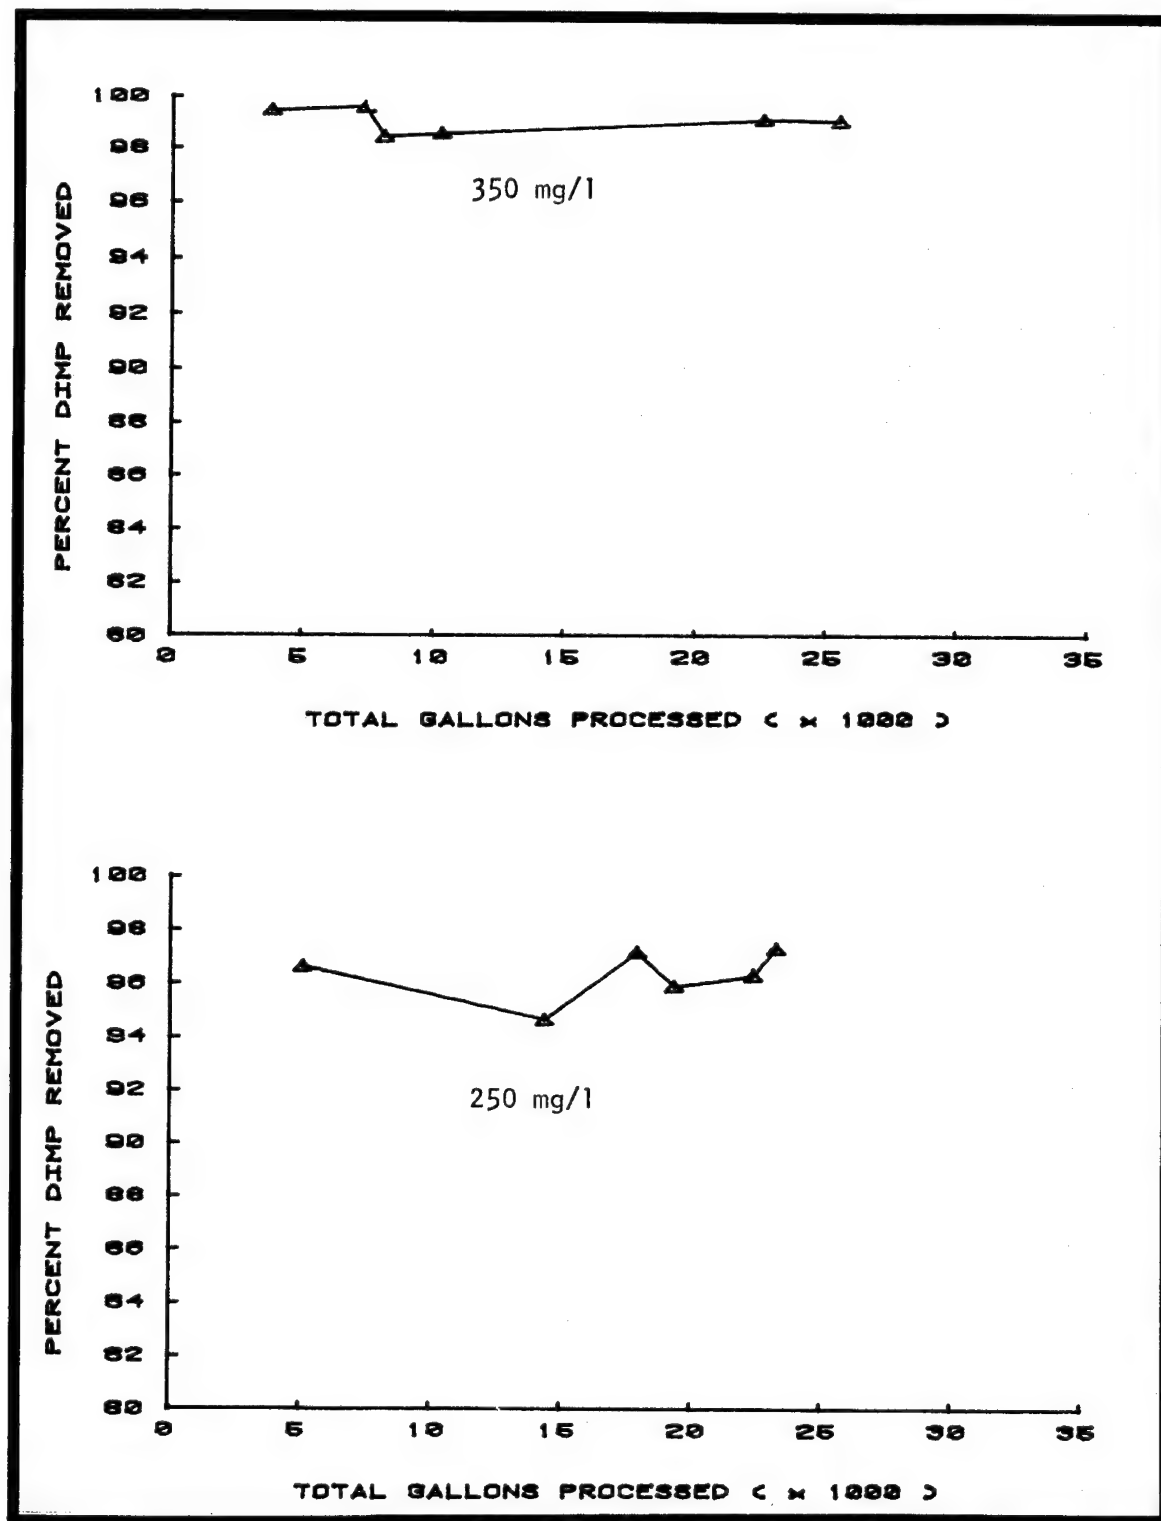 100
98
96
94
92
90
88
86
84
82
80
PERCENT DIMP REMOVED
350 mg/l
0 5 10 15 20 25 30 35
TOTAL GALLONS PROCESSED ( x 1000 )
100
98
96
94
92
90
88
86
84
82
80
PERCENT DIMP REMOVED
250 mg/l
0 5 10 15 20 25 30 35
TOTAL GALLONS PROCESSED ( x 1000 )